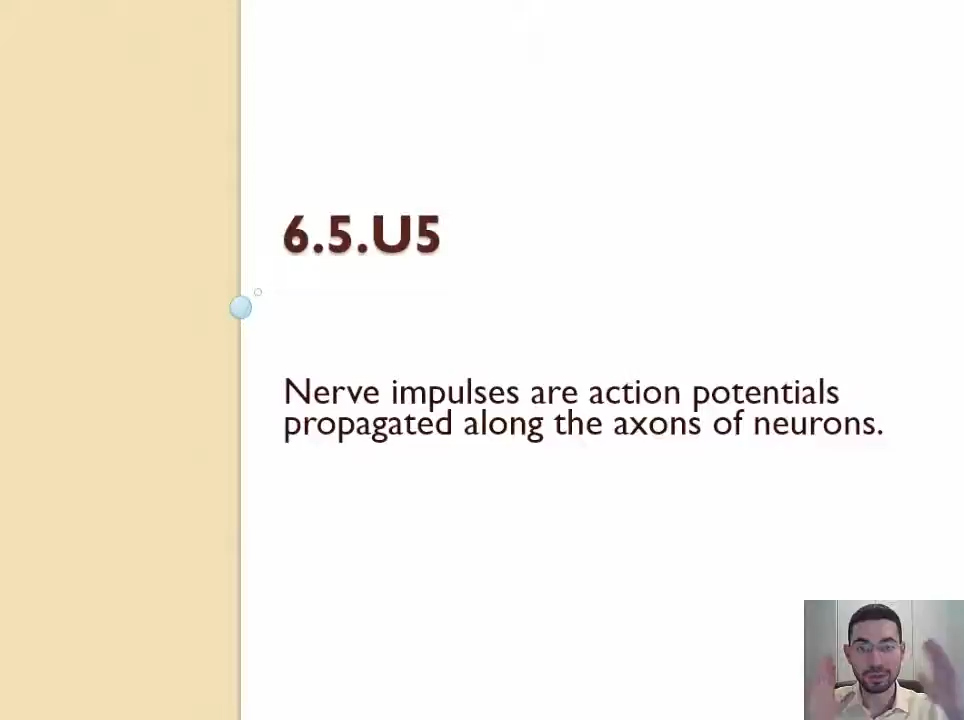 6.5.U5
Nerve impulses are action potentials
propagated along the axons of neurons.